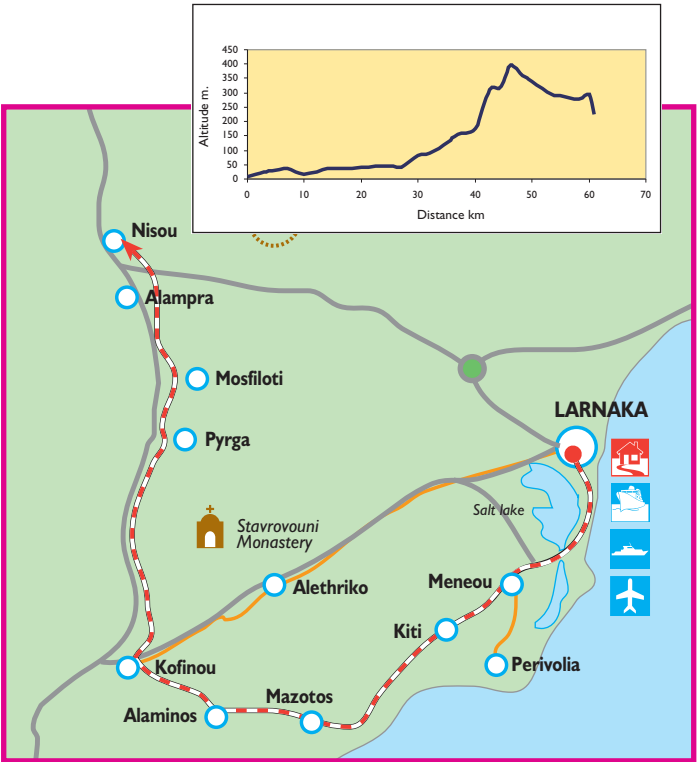 450
400
350
300
250
200
150
100
50
0
Altitude m.
0 10 20 30 40 50 60 70
Distance km
Nisou
Alampra
Mosfiloti
LARNAKA
Pyrga
Salt lake
Stavrovouni
Monastery
Alethriko
Meneou
Kiti
Kofinou
Perivolia
Mazotos
Alaminos